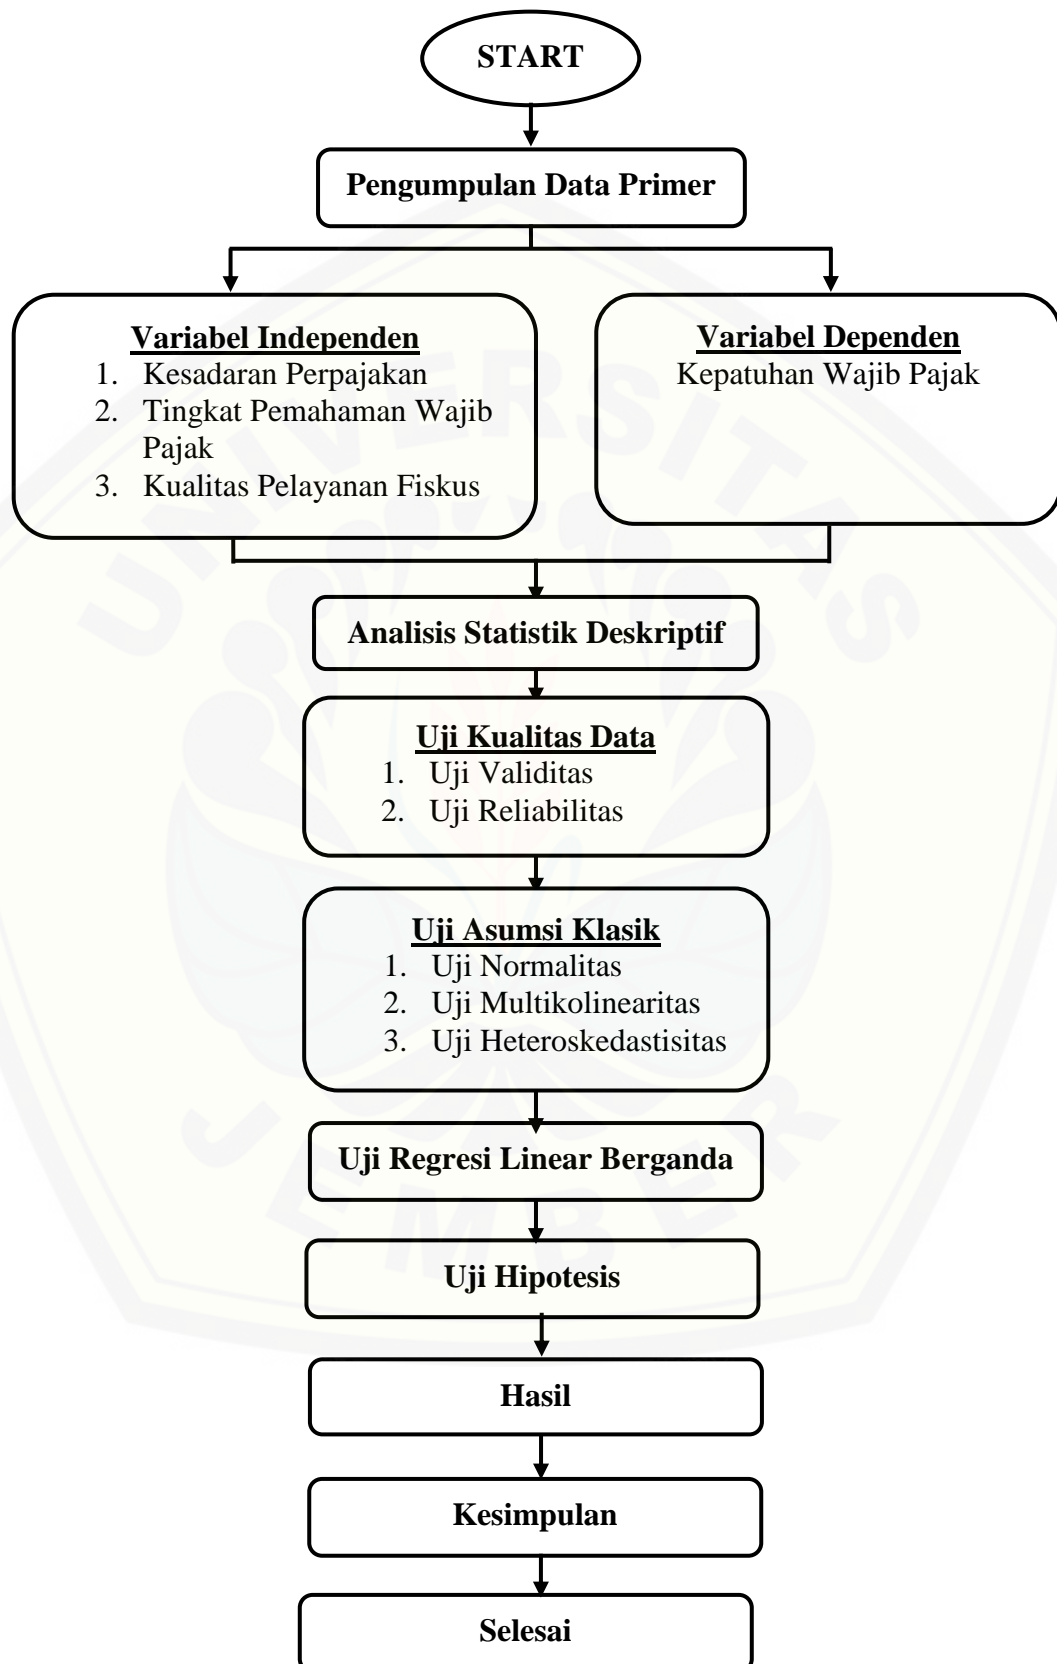 START
Pengumpulan Data Primer
Variabel Independen
1. Kesadaran Perpajakan
2. Tingkat Pemahaman Wajib
Pajak
3. Kualitas Pelayanan Fiskus
Variabel Dependen
Kepatuhan Wajib Pajak
Analisis Statistik Deskriptif
Uji Kualitas Data
1. Uji Validitas
2. Uji Reliabilitas
Uji Asumsi Klasik
1. Uji Normalitas
2. Uji Multikolinearitas
3. Uji Heteroskedastisitas
Uji Regresi Linear Berganda
Uji Hipotesis
Hasil
Kesimpulan
Selesai
UNIVERSITAS
JEMBER